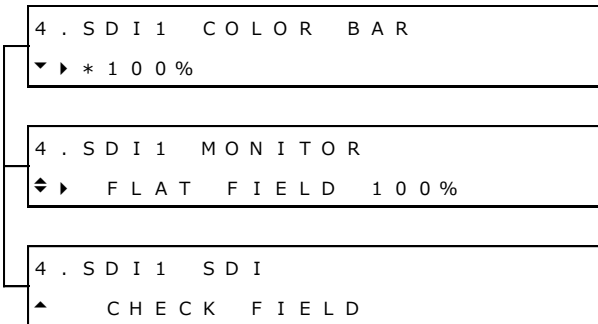 4.SDI1 COLOR BAR
*100%
4.SDI1 MONITOR
FLAT FIELD 100%
4.SDI1 SDI
CHECK FIELD